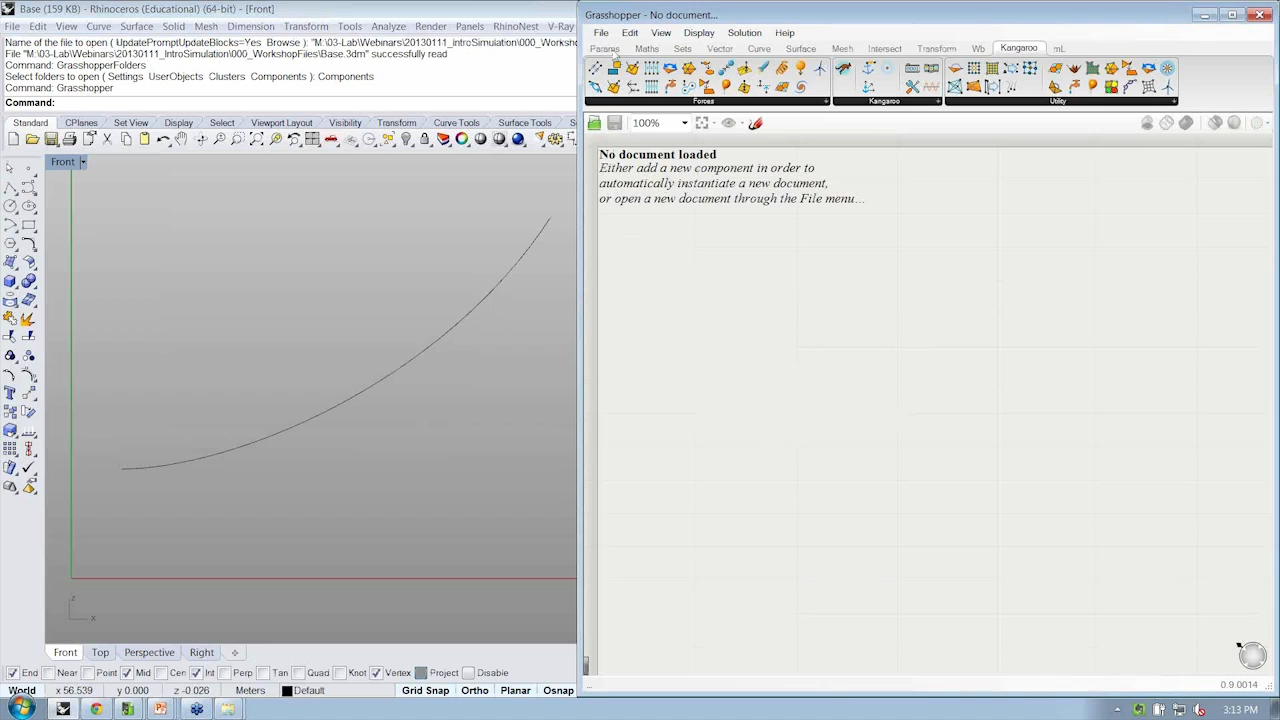 Base (159 KB) - Rhinoceros (Educational) (64-bit) - [Front]
File Edit View Curve Surface Solid Mesh Dimension Transform Tools Analyze Render Panels RhinoNest V-Ray
Name of the file to open ( UpdatePromptUpdateBlocks=Yes Browse ): "M:\03-Lab\Webinars\20130111_introSimulation\000_Worksho
File "M:\03-Lab\Webinars\20130111_introSimulation\000_WorkshopFiles\Base.3dm" successfully read
Command: GrasshopperFolders
Select folders to open ( Settings UserObjects Clusters Components ): Components
Command: Grasshopper
Command:
Standard CPlanes Set View Display Select Viewport Layout Visibility Transform Curve Tools Surface Tools
Front
z
x
Front Top Perspective Right
End Near Point Mid Cen Int Perp Tan Quad Knot Vertex Project Disable
World x 56.539 y 0.000 z -0.026 Meters Default Grid Snap Ortho Planar Osnap
Grasshopper - No document...
File Edit View Display Solution Help
Params Maths Sets Vector Curve Surface Mesh Intersect Transform Wb Kangaroo mL
Forces Kangaroo Utility
100%
No document loaded
Either add a new component in order to
automatically instantiate a new document,
or open a new document through the File menu...
...
0.9.0014
3:13 PM